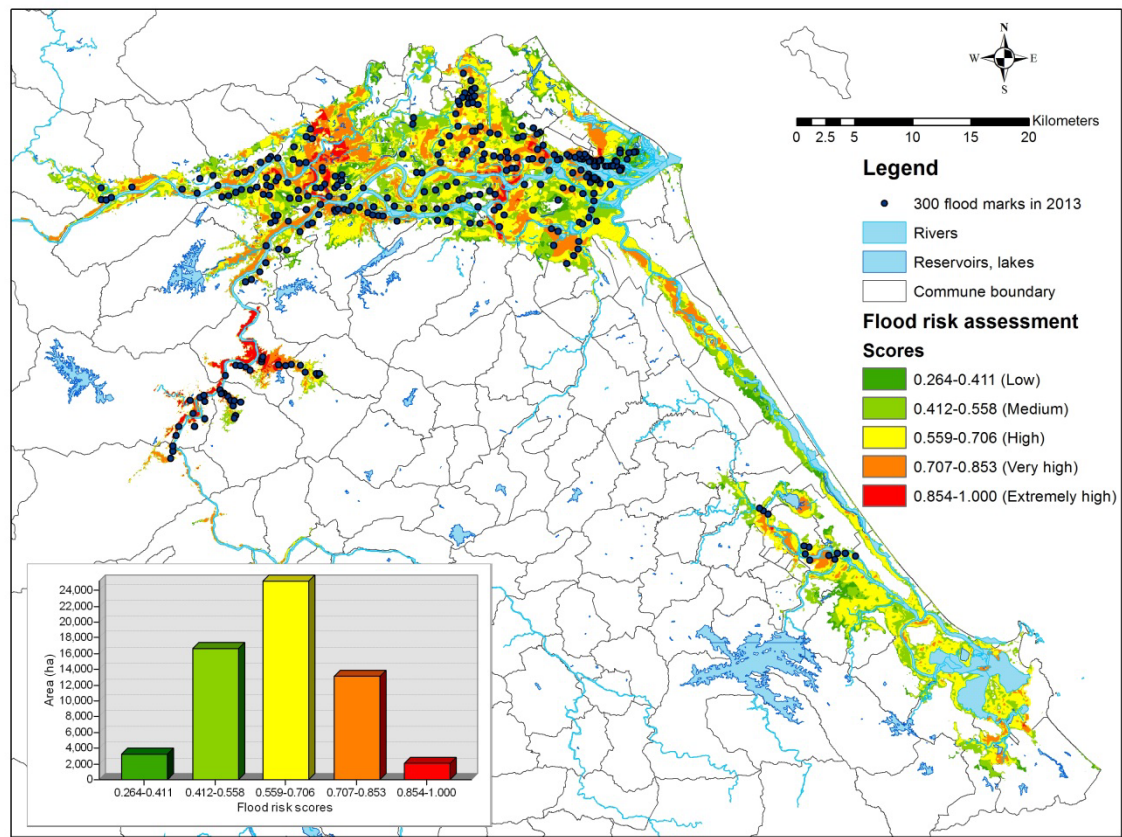 N
W E
S
Kilometers
0 2.5 5 10 15 20
Legend
300 flood marks in 2013
Rivers
Reservoirs, lakes
Commune boundary
Flood risk assessment
Scores
0.264-0.411 (Low)
0.412-0.558 (Medium)
0.559-0.706 (High)
0.707-0.853 (Very high)
0.854-1.000 (Extremely high)
24,000
22,000
20,000
18,000
16,000
14,000
12,000
10,000
8,000
6,000
4,000
2,000
0
Area (ha)
0.264-0.411 0.412-0.558 0.559-0.706 0.707-0.853 0.854-1.000
Flood risk scores